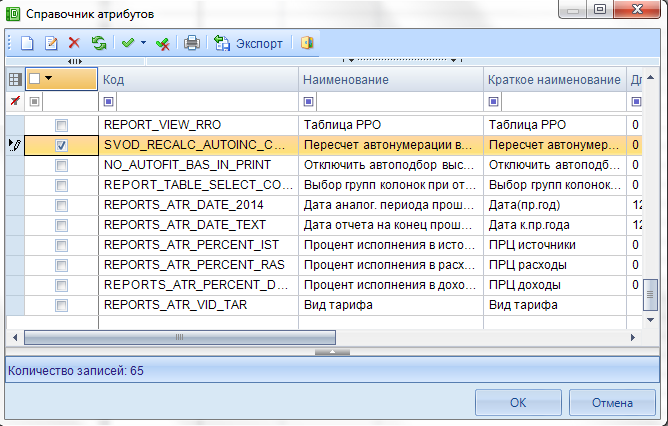 Справочник атрибутов
Экспорт
Код Наименование Краткое наименование
REPORT_VIEW_RRO Таблица РРО Таблица РРО 0
SVOD_RECALC_AUTOINC_C... Пересчет автонумерации в... Пересчет автонумер... 0
NO_AUTOFIT_BAS_IN_PRINT Отключить автоподбор выс... Отключить автоподб... 0
REPORT_TABLE_SELECT_CO... Выбор групп колонок при от... Выбор групп колонок... 0
REPORTS_ATR_DATE_2014 Дата аналог. периода прош... Дата(пр.год) 12
REPORTS_ATR_DATE_TEXT Дата отчета на конец прош... Дата к.пр.года 12
REPORTS_ATR_PERCENT_IST Процент исполнения в исто... ПРЦ источники 0
REPORTS_ATR_PERCENT_RAS Процент исполнения в расх... ПРЦ расходы 0
REPORTS_ATR_PERCENT_D... Процент исполнения в дохо... ПРЦ доходы 0
REPORTS_ATR_VID_TAR Вид тарифа Вид тарифа
Количество записей: 65
OK Отмена